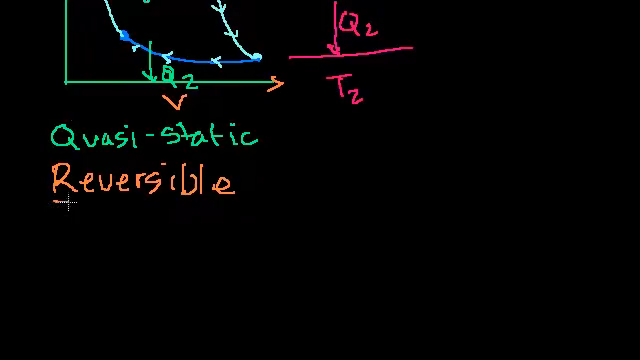 Q₂
Q₂
T₂
V
Quasi-static
Reversible